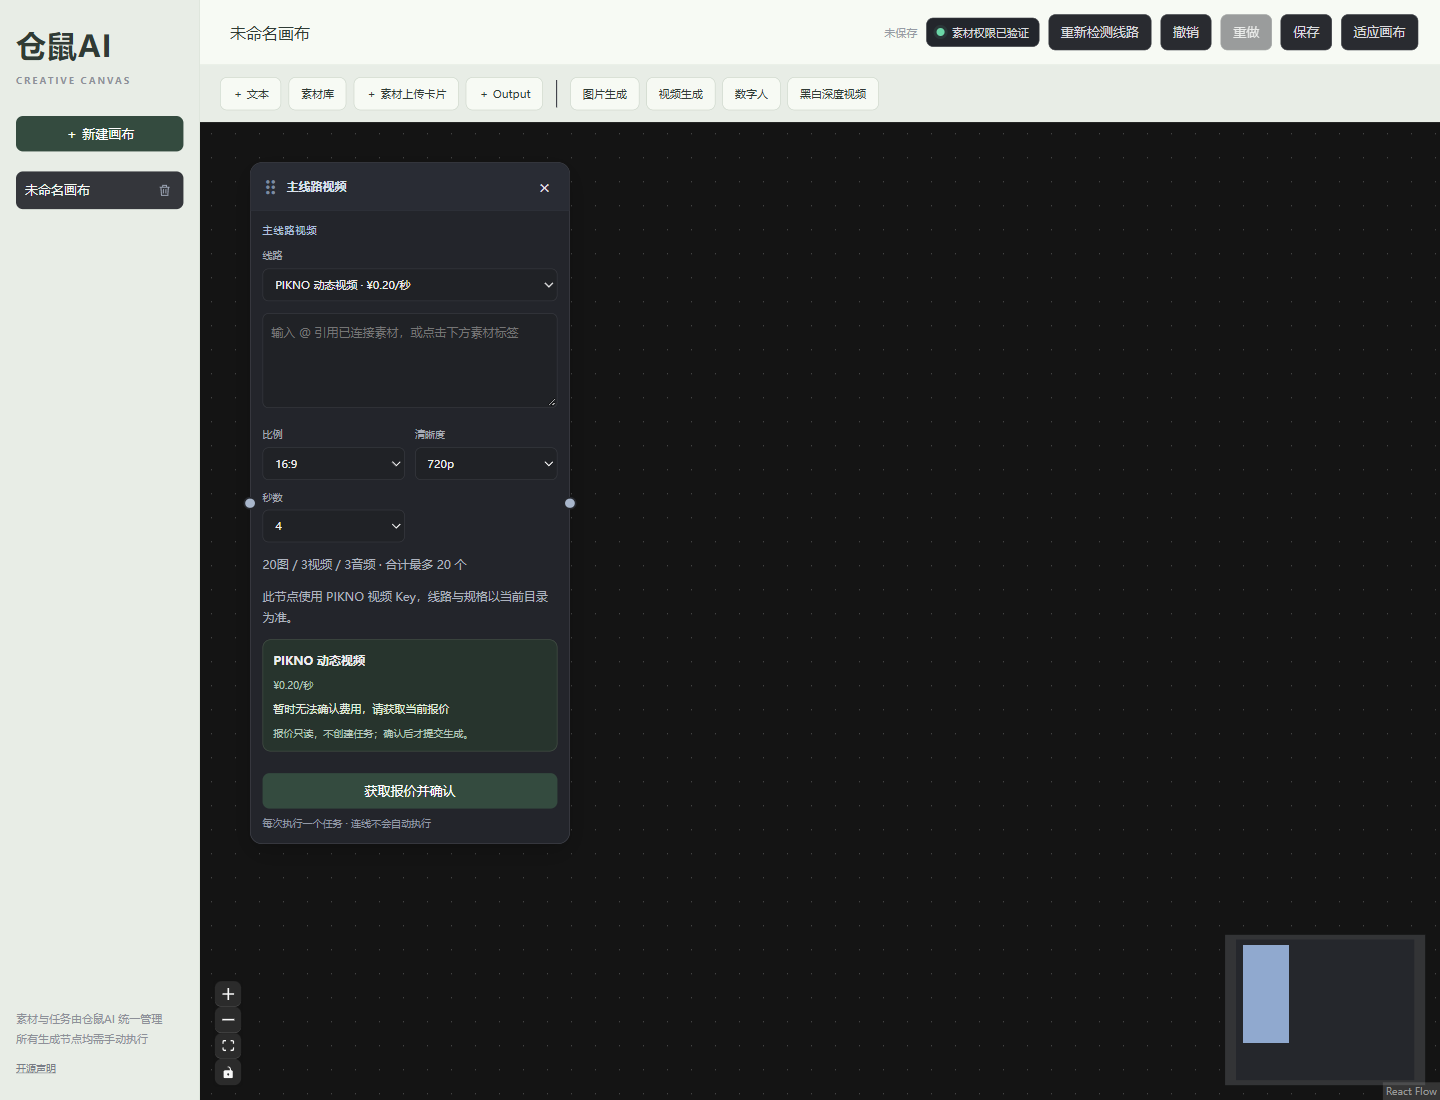 仓鼠AI
CREATIVE CANVAS
+ 新建画布
未命名画布
素材与任务由仓鼠AI 统一管理
所有生成节点均需手动执行
开源声明
未命名画布
未保存
素材权限已验证
重新检测线路
撤销
重做
保存
适应画布
+ 文本
素材库
+ 素材上传卡片
+ Output
图片生成
视频生成
数字人
黑白深度视频
主线路视频
主线路视频
线路
PIKNO 动态视频 · ¥0.20/秒
输入 @ 引用已连接素材，或点击下方素材标签
比例
清晰度
16:9
720p
秒数
4
20图 / 3视频 / 3音频 · 合计最多 20 个
此节点使用 PIKNO 视频 Key，线路与规格以当前目录
为准。
PIKNO 动态视频
¥0.20/秒
暂时无法确认费用，请获取当前报价
报价只读，不创建任务；确认后才提交生成。
获取报价并确认
每次执行一个任务 · 连线不会自动执行
React Flow